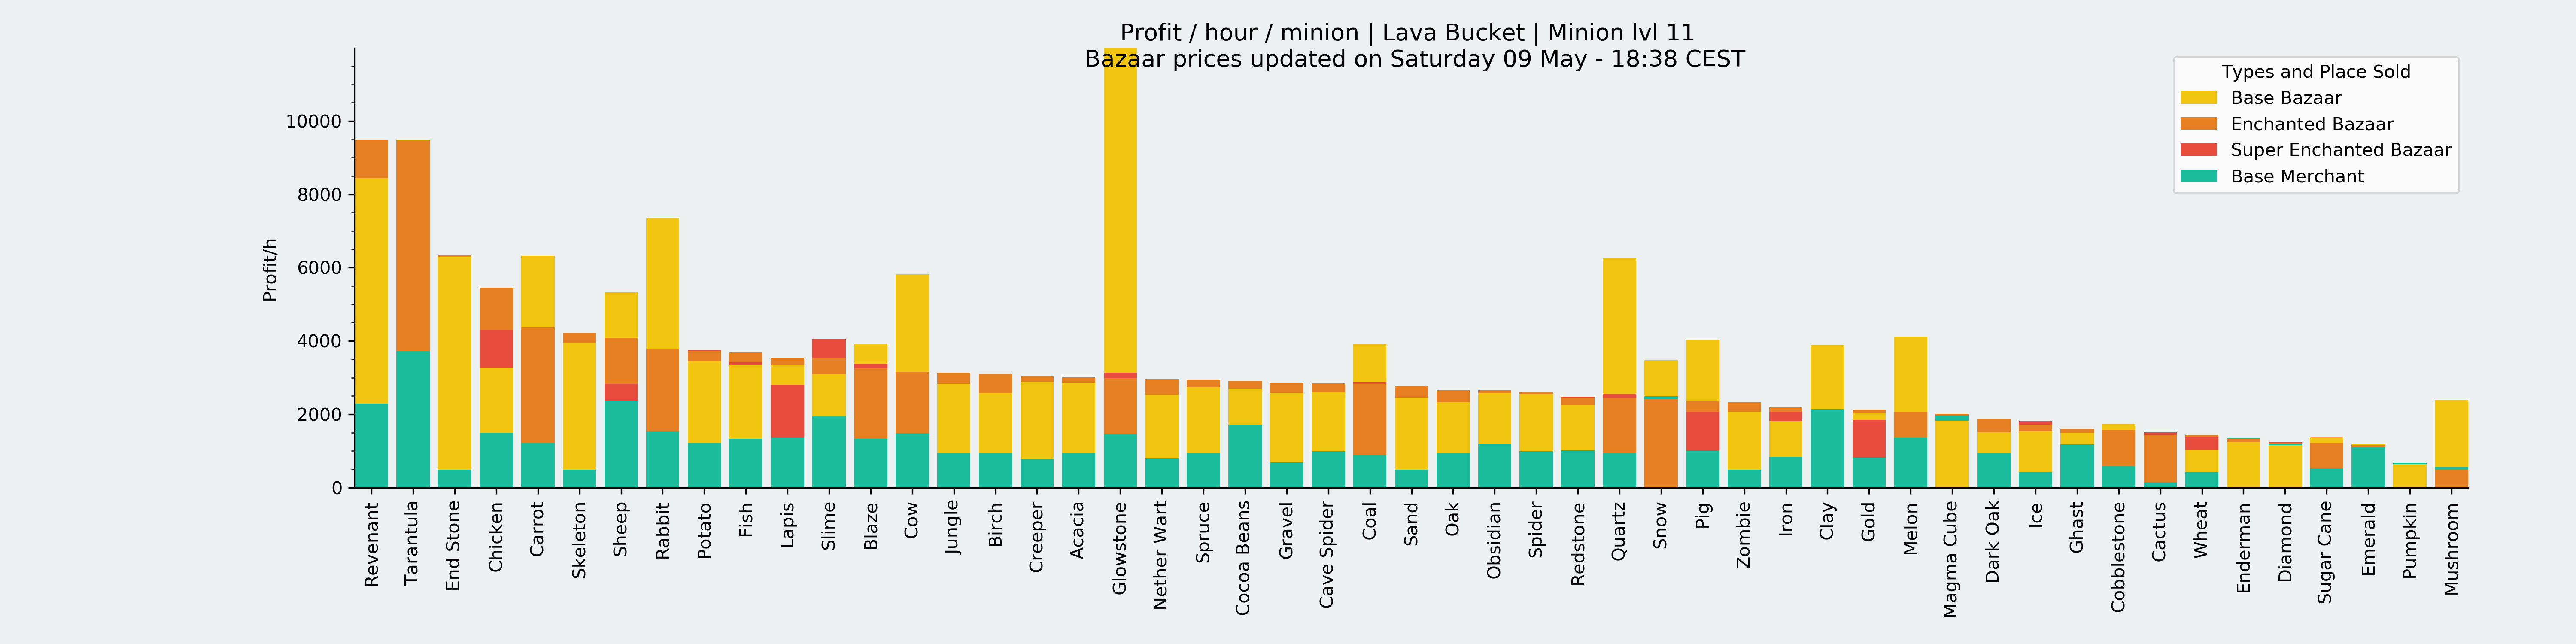 Profit / hour / minion | Lava Bucket | Minion lvl 11
Bazaar prices updated on Saturday 09 May - 18:38 CEST
Types and Place Sold
Base Bazaar
Enchanted Bazaar
Super Enchanted Bazaar
Base Merchant
Profit/h
10000
8000
6000
4000
2000
0
Revenant
Tarantula
End Stone
Chicken
Carrot
Skeleton
Sheep
Rabbit
Potato
Fish
Lapis
Slime
Blaze
Cow
Jungle
Birch
Creeper
Acacia
Glowstone
Nether Wart
Spruce
Cocoa Beans
Gravel
Cave Spider
Coal
Sand
Oak
Obsidian
Spider
Redstone
Quartz
Snow
Pig
Zombie
Iron
Clay
Gold
Melon
Magma Cube
Dark Oak
Ice
Ghast
Cobblestone
Cactus
Wheat
Enderman
Diamond
Sugar Cane
Emerald
Pumpkin
Mushroom